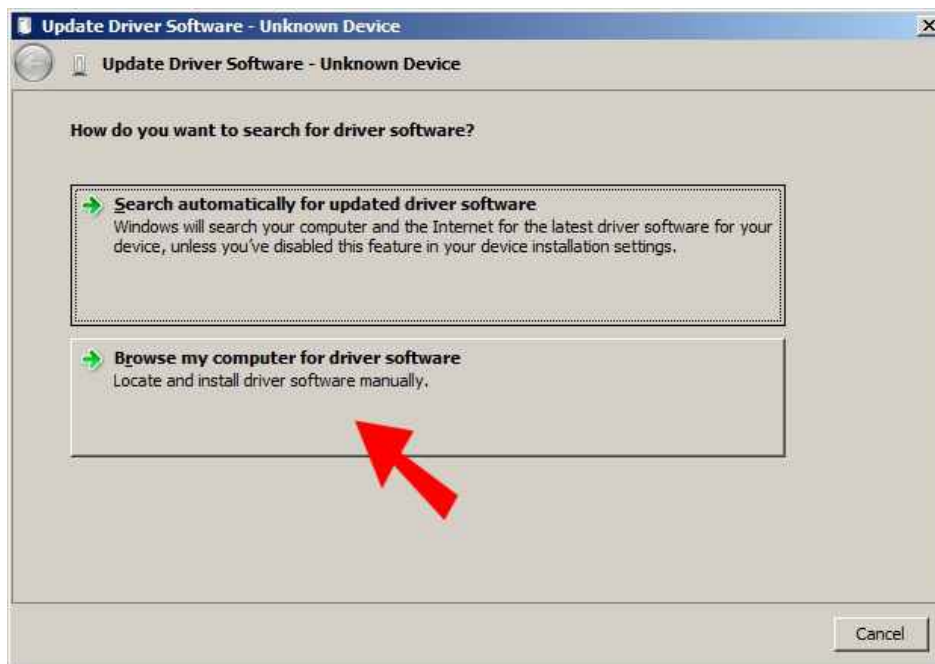 Update Driver Software - Unknown Device
Update Driver Software - Unknown Device
How do you want to search for driver software?
Search automatically for updated driver software
Windows will search your computer and the Internet for the latest driver software for your
device, unless you've disabled this feature in your device installation settings.
Browse my computer for driver software
Locate and install driver software manually.
Cancel